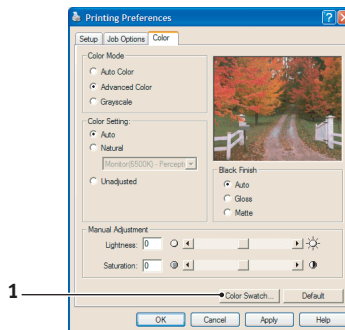 Printing Preferences
Setup Job Options Color
Color Mode
Auto Color
Advanced Color
Grayscale
Color Setting:
Auto
Natural
Monitor(6500K) - Percepti
Unadjusted
Black Finish
Auto
Gloss
Matte
Manual Adjustment
Lightness: 0
Saturation: 0
1
Color Swatch... Default
OK Cancel Apply Help